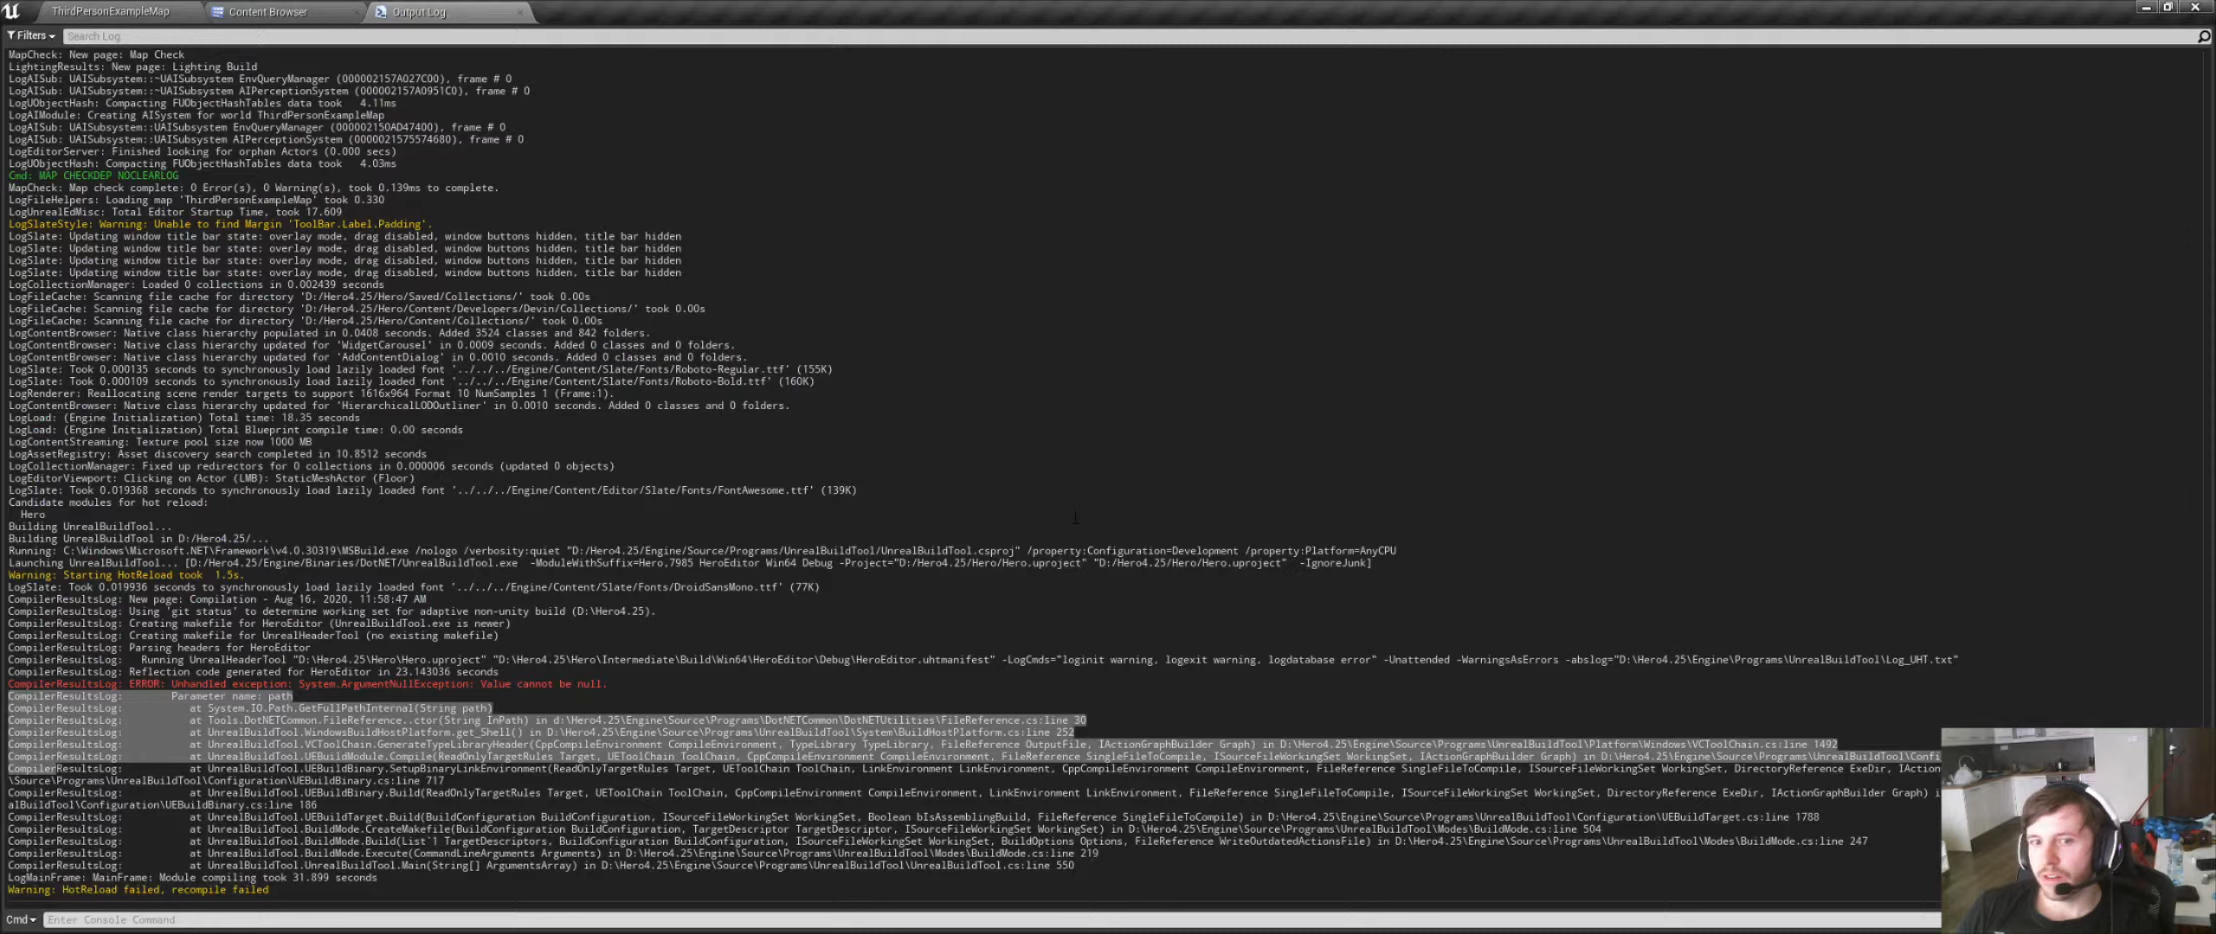 ThirdPersonExampleMap
Content Browser
Output Log
Filters
Search Log
MapCheck: New page: Map Check
LightingResults: New page: Lighting Build
LogAISub: UAISubsystem::~UAISubsystem EnvQueryManager (000002157A027C00), frame # 0
LogAISub: UAISubsystem::~UAISubsystem AIPerceptionSystem (000002157A0951C0), frame # 0
LogUObjectHash: Compacting FUObjectHashTables data took   4.11ms
LogAIModule: Creating AISystem for world ThirdPersonExampleMap
LogAISub: UAISubsystem::UAISubsystem EnvQueryManager (000002150AD47400), frame # 0
LogAISub: UAISubsystem::UAISubsystem AIPerceptionSystem (0000021575574680), frame # 0
LogEditorServer: Finished looking for orphan Actors (0.000 secs)
LogUObjectHash: Compacting FUObjectHashTables data took   4.03ms
Cmd: MAP CHECKDEP NOCLEARLOG
MapCheck: Map check complete: 0 Error(s), 0 Warning(s), took 0.139ms to complete.
LogFileHelpers: Loading map 'ThirdPersonExampleMap' took 0.330
LogUnrealEdMisc: Total Editor Startup Time, took 17.609
LogSlateStyle: Warning: Unable to find Margin 'ToolBar.Label.Padding'.
LogSlate: Updating window title bar state: overlay mode, drag disabled, window buttons hidden, title bar hidden
LogSlate: Updating window title bar state: overlay mode, drag disabled, window buttons hidden, title bar hidden
LogSlate: Updating window title bar state: overlay mode, drag disabled, window buttons hidden, title bar hidden
LogSlate: Updating window title bar state: overlay mode, drag disabled, window buttons hidden, title bar hidden
LogCollectionManager: Loaded 0 collections in 0.002439 seconds
LogFileCache: Scanning file cache for directory 'D:/Hero4.25/Hero/Saved/Collections/' took 0.00s
LogFileCache: Scanning file cache for directory 'D:/Hero4.25/Hero/Content/Developers/Devin/Collections/' took 0.00s
LogFileCache: Scanning file cache for directory 'D:/Hero4.25/Hero/Content/Collections/' took 0.00s
LogContentBrowser: Native class hierarchy populated in 0.0408 seconds. Added 3524 classes and 842 folders.
LogContentBrowser: Native class hierarchy updated for 'WidgetCarousel' in 0.0009 seconds. Added 0 classes and 0 folders.
LogContentBrowser: Native class hierarchy updated for 'AddContentDialog' in 0.0010 seconds. Added 0 classes and 0 folders.
LogSlate: Took 0.000135 seconds to synchronously load lazily loaded font '../../../Engine/Content/Slate/Fonts/Roboto-Regular.ttf' (155K)
LogSlate: Took 0.000109 seconds to synchronously load lazily loaded font '../../../Engine/Content/Slate/Fonts/Roboto-Bold.ttf' (160K)
LogRenderer: Reallocating scene render targets to support 1616x964 Format 10 NumSamples 1 (Frame:1).
LogContentBrowser: Native class hierarchy updated for 'HierarchicalLODOutliner' in 0.0010 seconds. Added 0 classes and 0 folders.
LogLoad: (Engine Initialization) Total time: 18.35 seconds
LogLoad: (Engine Initialization) Total Blueprint compile time: 0.00 seconds
LogContentStreaming: Texture pool size now 1000 MB
LogAssetRegistry: Asset discovery search completed in 10.8512 seconds
LogCollectionManager: Fixed up redirectors for 0 collections in 0.000006 seconds (updated 0 objects)
LogEditorViewport: Clicking on Actor (LMB): StaticMeshActor (Floor)
LogSlate: Took 0.019368 seconds to synchronously load lazily loaded font '../../../Engine/Content/Editor/Slate/Fonts/FontAwesome.ttf' (139K)
Candidate modules for hot reload:
  Hero
Building UnrealBuildTool...
Building UnrealBuildTool in D:/Hero4.25/...
Running: C:\Windows\Microsoft.NET\Framework\v4.0.30319\MSBuild.exe /nologo /verbosity:quiet "D:/Hero4.25/Engine/Source/Programs/UnrealBuildTool/UnrealBuildTool.csproj" /property:Configuration=Development /property:Platform=AnyCPU
Launching UnrealBuildTool... [D:/Hero4.25/Engine/Binaries/DotNET/UnrealBuildTool.exe  -ModuleWithSuffix=Hero,7985 HeroEditor Win64 Debug -Project="D:/Hero4.25/Hero/Hero.uproject" "D:/Hero4.25/Hero/Hero.uproject"  -IgnoreJunk]
Warning: Starting HotReload took  1.5s.
LogSlate: Took 0.019936 seconds to synchronously load lazily loaded font '../../../Engine/Content/Slate/Fonts/DroidSansMono.ttf' (77K)
CompilerResultsLog: New page: Compilation - Aug 16, 2020, 11:58:47 AM
CompilerResultsLog: Using 'git status' to determine working set for adaptive non-unity build (D:\Hero4.25).
CompilerResultsLog: Creating makefile for HeroEditor (UnrealBuildTool.exe is newer)
CompilerResultsLog: Creating makefile for UnrealHeaderTool (no existing makefile)
CompilerResultsLog: Parsing headers for HeroEditor
CompilerResultsLog:   Running UnrealHeaderTool "D:\Hero4.25\Hero\Hero.uproject" "D:\Hero4.25\Hero\Intermediate\Build\Win64\HeroEditor\Debug\HeroEditor.uhtmanifest" -LogCmds="loginit warning, logexit warning, logdatabase error" -Unattended -WarningsAsErrors -abslog="D:\Hero4.25\Engine\Programs\UnrealBuildTool\Log_UHT.txt"
CompilerResultsLog: Reflection code generated for HeroEditor in 23.143036 seconds
CompilerResultsLog: ERROR: Unhandled exception: System.ArgumentNullException: Value cannot be null.
CompilerResultsLog:        Parameter name: path
CompilerResultsLog:           at System.IO.Path.GetFullPathInternal(String path)
CompilerResultsLog:           at Tools.DotNETCommon.FileReference..ctor(String InPath) in d:\Hero4.25\Engine\Source\Programs\DotNETCommon\DotNETUtilities\FileReference.cs:line 30
CompilerResultsLog:           at UnrealBuildTool.WindowsBuildHostPlatform.get_Shell() in D:\Hero4.25\Engine\Source\Programs\UnrealBuildTool\System\BuildHostPlatform.cs:line 252
CompilerResultsLog:           at UnrealBuildTool.VCToolChain.GenerateTypeLibraryHeader(CppCompileEnvironment CompileEnvironment, TypeLibrary TypeLibrary, FileReference OutputFile, IActionGraphBuilder Graph) in D:\Hero4.25\Engine\Source\Programs\UnrealBuildTool\Platform\Windows\VCToolChain.cs:line 1492
CompilerResultsLog:           at UnrealBuildTool.UEBuildModule.Compile(ReadOnlyTargetRules Target, UEToolChain ToolChain, CppCompileEnvironment CompileEnvironment, FileReference SingleFileToCompile, ISourceFileWorkingSet WorkingSet, IActionGraphBuilder Graph) in D:\Hero4.25\Engine\Source\Programs\UnrealBuildTool\Confi
CompilerResultsLog:           at UnrealBuildTool.UEBuildBinary.SetupBinaryLinkEnvironment(ReadOnlyTargetRules Target, UEToolChain ToolChain, LinkEnvironment LinkEnvironment, CppCompileEnvironment CompileEnvironment, FileReference SingleFileToCompile, ISourceFileWorkingSet WorkingSet, DirectoryReference ExeDir, IAction
\Source\Programs\UnrealBuildTool\Configuration\UEBuildBinary.cs:line 717
CompilerResultsLog:           at UnrealBuildTool.UEBuildBinary.Build(ReadOnlyTargetRules Target, UEToolChain ToolChain, CppCompileEnvironment CompileEnvironment, LinkEnvironment LinkEnvironment, FileReference SingleFileToCompile, ISourceFileWorkingSet WorkingSet, DirectoryReference ExeDir, IActionGraphBuilder Graph) i
alBuildTool\Configuration\UEBuildBinary.cs:line 186
CompilerResultsLog:           at UnrealBuildTool.UEBuildTarget.Build(BuildConfiguration BuildConfiguration, ISourceFileWorkingSet WorkingSet, Boolean bIsAssemblingBuild, FileReference SingleFileToCompile) in D:\Hero4.25\Engine\Source\Programs\UnrealBuildTool\Configuration\UEBuildTarget.cs:line 1788
CompilerResultsLog:           at UnrealBuildTool.BuildMode.CreateMakefile(BuildConfiguration BuildConfiguration, TargetDescriptor TargetDescriptor, ISourceFileWorkingSet WorkingSet) in D:\Hero4.25\Engine\Source\Programs\UnrealBuildTool\Modes\BuildMode.cs:line 504
CompilerResultsLog:           at UnrealBuildTool.BuildMode.Build(List`1 TargetDescriptors, BuildConfiguration BuildConfiguration, ISourceFileWorkingSet WorkingSet, BuildOptions Options, FileReference WriteOutdatedActionsFile) in D:\Hero4.25\Engine\Source\Programs\UnrealBuildTool\Modes\BuildMode.cs:line 247
CompilerResultsLog:           at UnrealBuildTool.BuildMode.Execute(CommandLineArguments Arguments) in D:\Hero4.25\Engine\Source\Programs\UnrealBuildTool\Modes\BuildMode.cs:line 219
CompilerResultsLog:           at UnrealBuildTool.UnrealBuildTool.Main(String[] ArgumentsArray) in D:\Hero4.25\Engine\Source\Programs\UnrealBuildTool\UnrealBuildTool.cs:line 550
LogMainFrame: MainFrame: Module compiling took 31.899 seconds
Warning: HotReload failed, recompile failed
Cmd
Enter Console Command